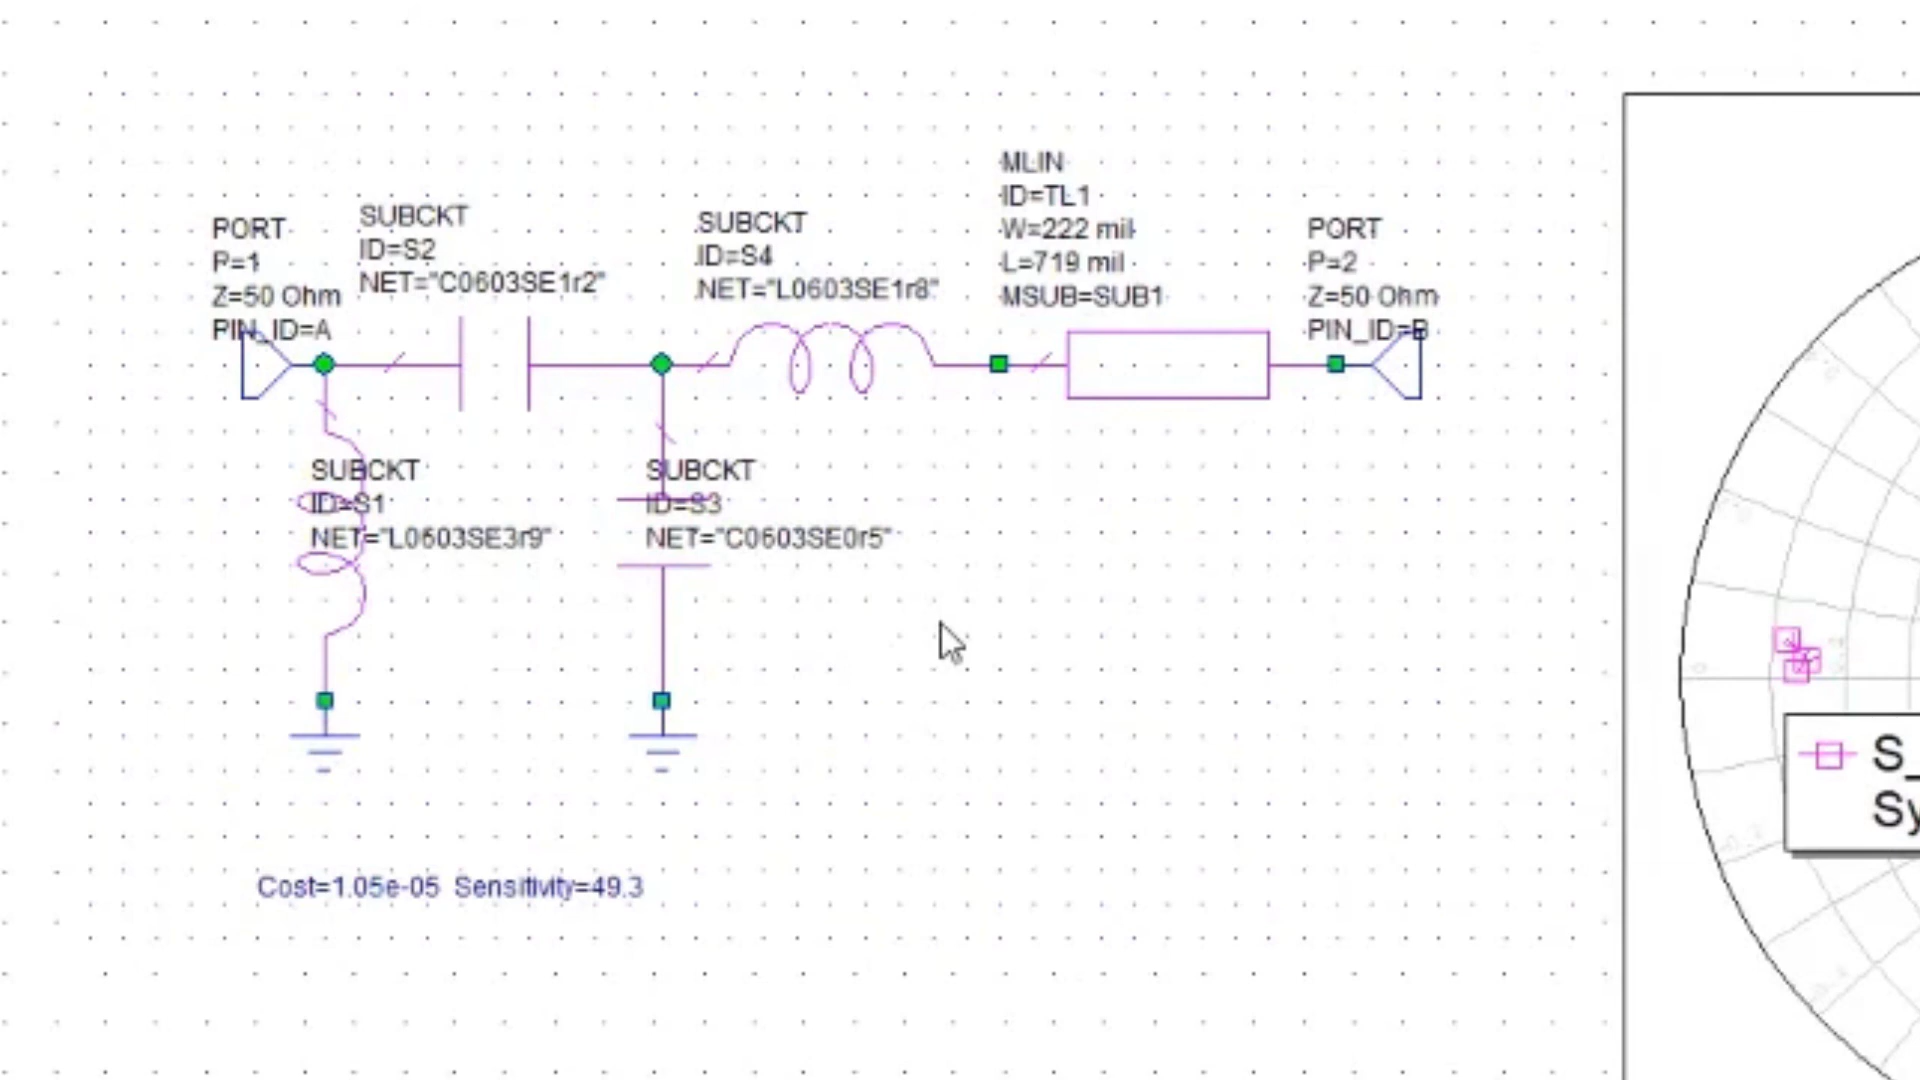 PORT
P=1
Z=50 Ohm
PIN_ID=A
SUBCKT
ID=S2
NET="C0603SE1r2"
SUBCKT
ID=S4
NET="L0603SE1r8"
MLIN
ID=TL1
W=222 mil
L=719 mil
MSUB=SUB1
PORT
P=2
Z=50 Ohm
PIN_ID=B
SUBCKT
ID=S1
NET="L0603SE3r9"
SUBCKT
ID=S3
NET="C0603SE0r5"
Cost=1.05e-05 Sensitivity=49.3
0
S_
Sy